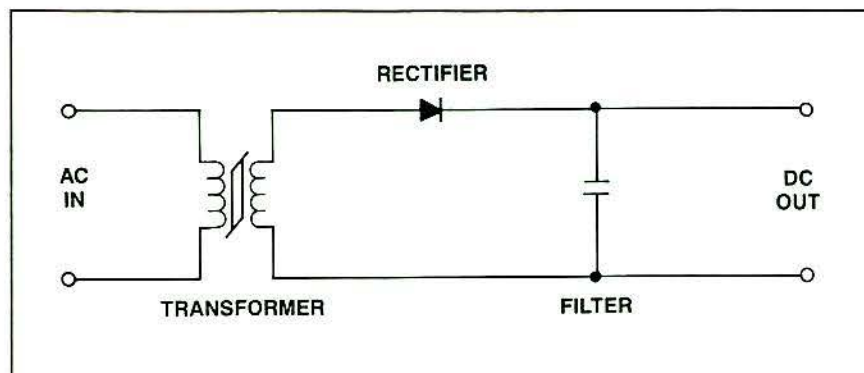 RECTIFIER
AC
IN
DC
OUT
TRANSFORMER
FILTER